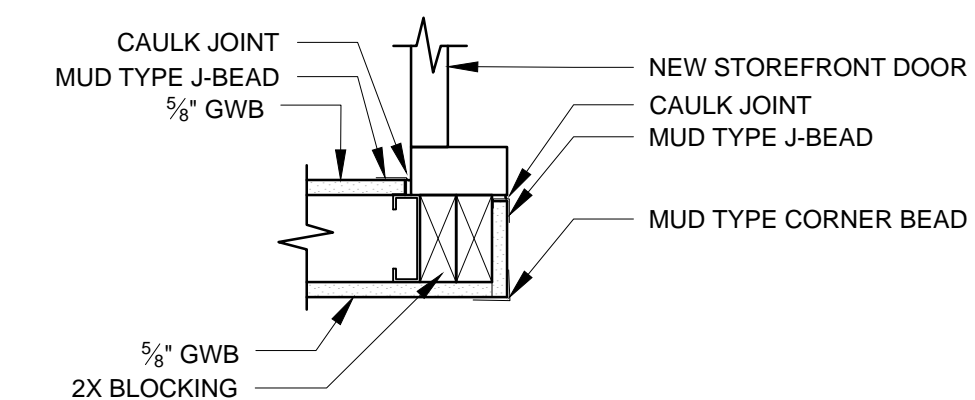 CAULK JOINT
MUD TYPE J-BEAD
⅝" GWB
NEW STOREFRONT DOOR
CAULK JOINT
MUD TYPE J-BEAD
MUD TYPE CORNER BEAD
⅝" GWB
2X BLOCKING